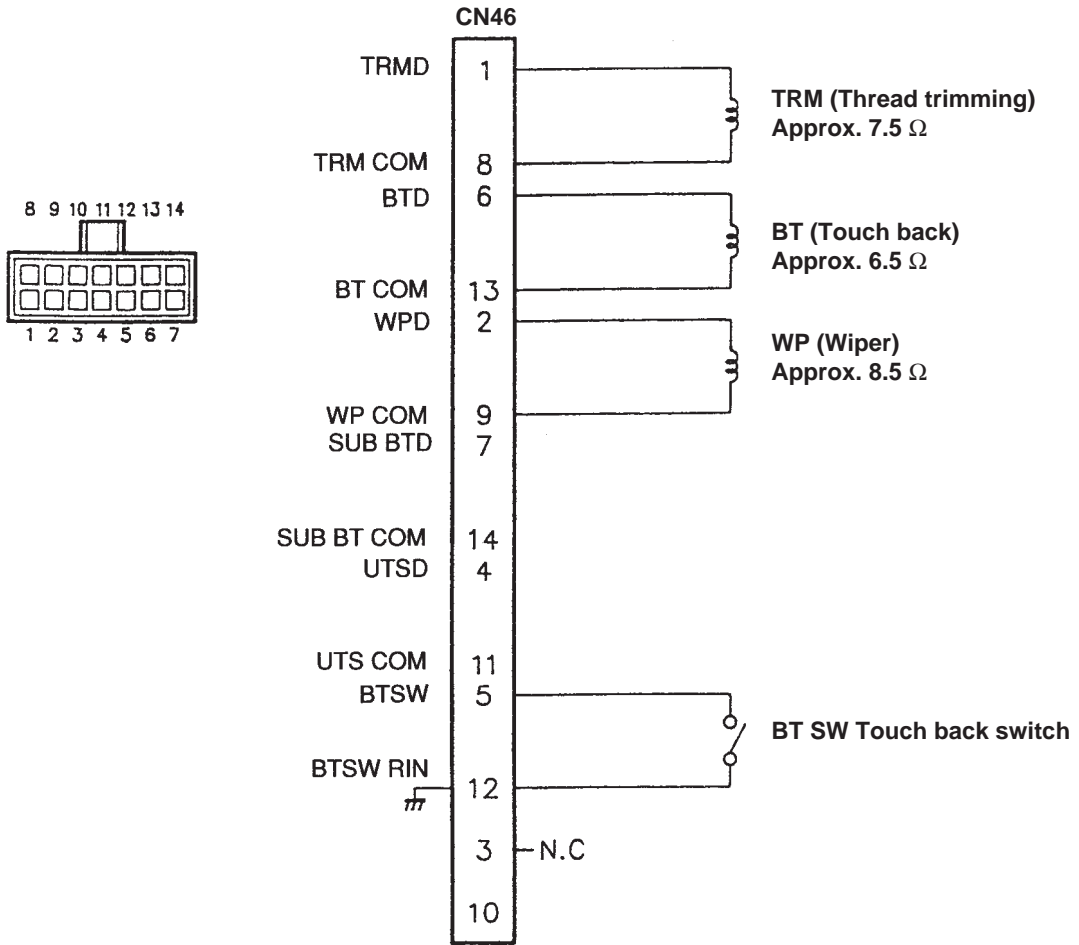 CN46
TRMD 1
TRM (Thread trimming)
Approx. 7.5 Ω
TRM COM 8
BTD 6
8 9 10 11 12 13 14
1 2 3 4 5 6 7
BT (Touch back)
Approx. 6.5 Ω
BT COM 13
WPD 2
WP (Wiper)
Approx. 8.5 Ω
WP COM 9
SUB BTD 7
SUB BT COM 14
UTSD 4
UTS COM 11
BTSW 5
BT SW Touch back switch
BTSW RIN 12
3 N.C
10